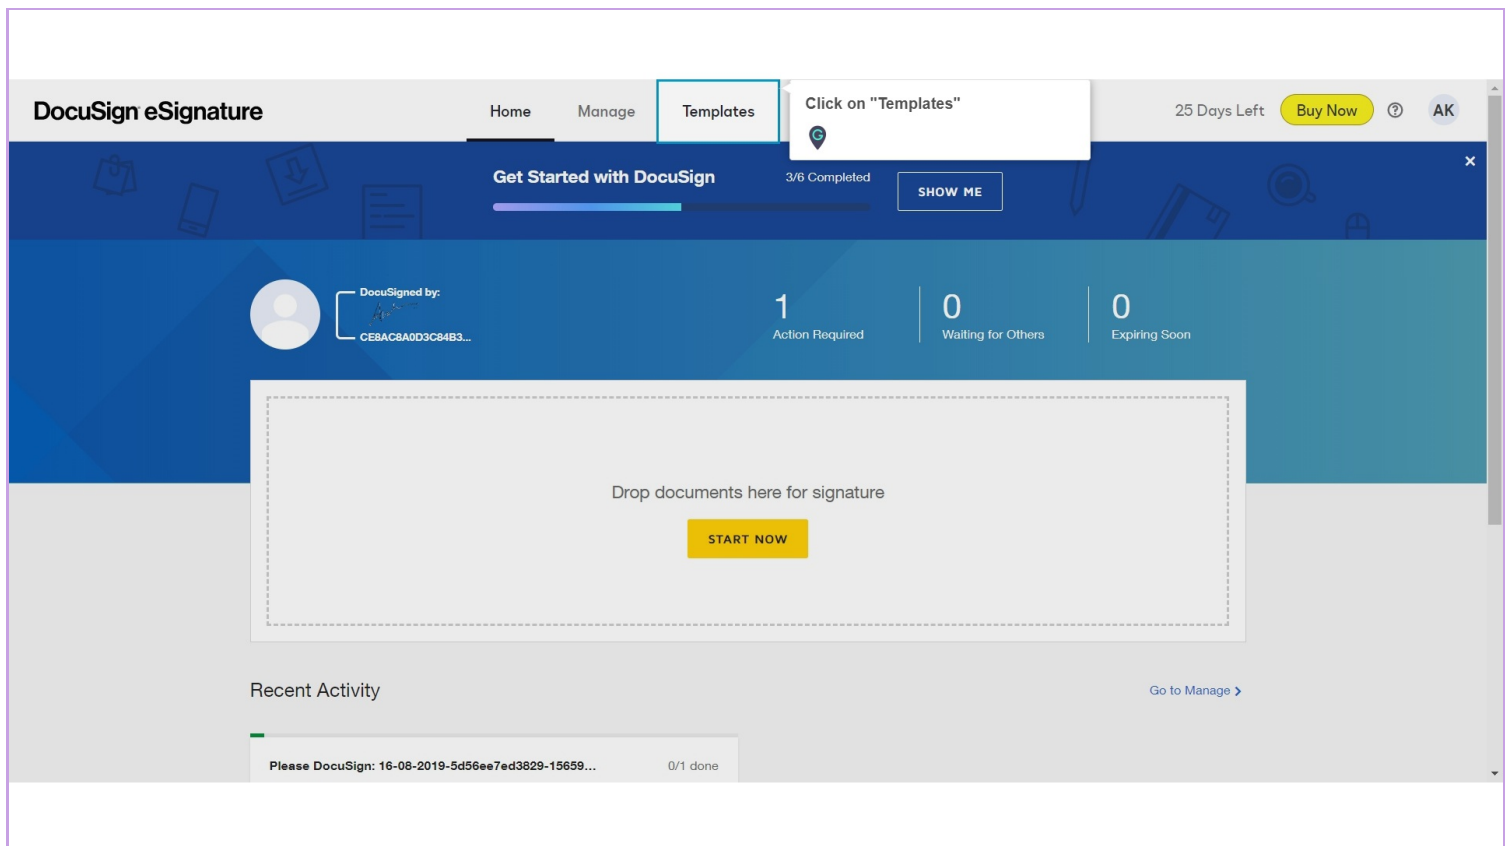 DocuSign eSignature
Home
Manage
Templates
Click on "Templates"
G
25 Days Left
Buy Now
?
AK
Get Started with DocuSign
3/6 Completed
SHOW ME
×
DocuSigned by:
CE8AC8A0D3C84B3...
1
Action Required
0
Waiting for Others
0
Expiring Soon
Drop documents here for signature
START NOW
Recent Activity
Go to Manage >
Please DocuSign: 16-08-2019-5d56ee7ed3829-15659...
0/1 done